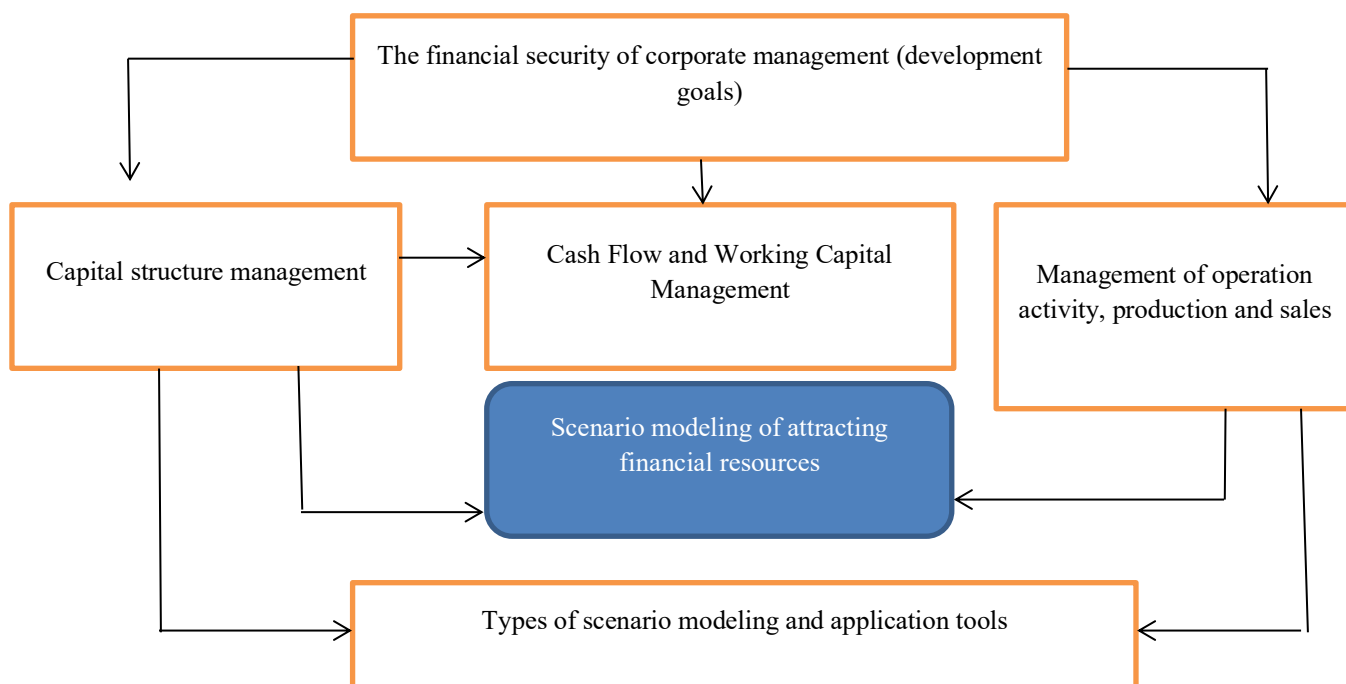 The financial security of corporate management (development
goals)
Capital structure management
Cash Flow and Working Capital
Management
Management of operation
activity, production and sales
Scenario modeling of attracting
financial resources
Types of scenario modeling and application tools